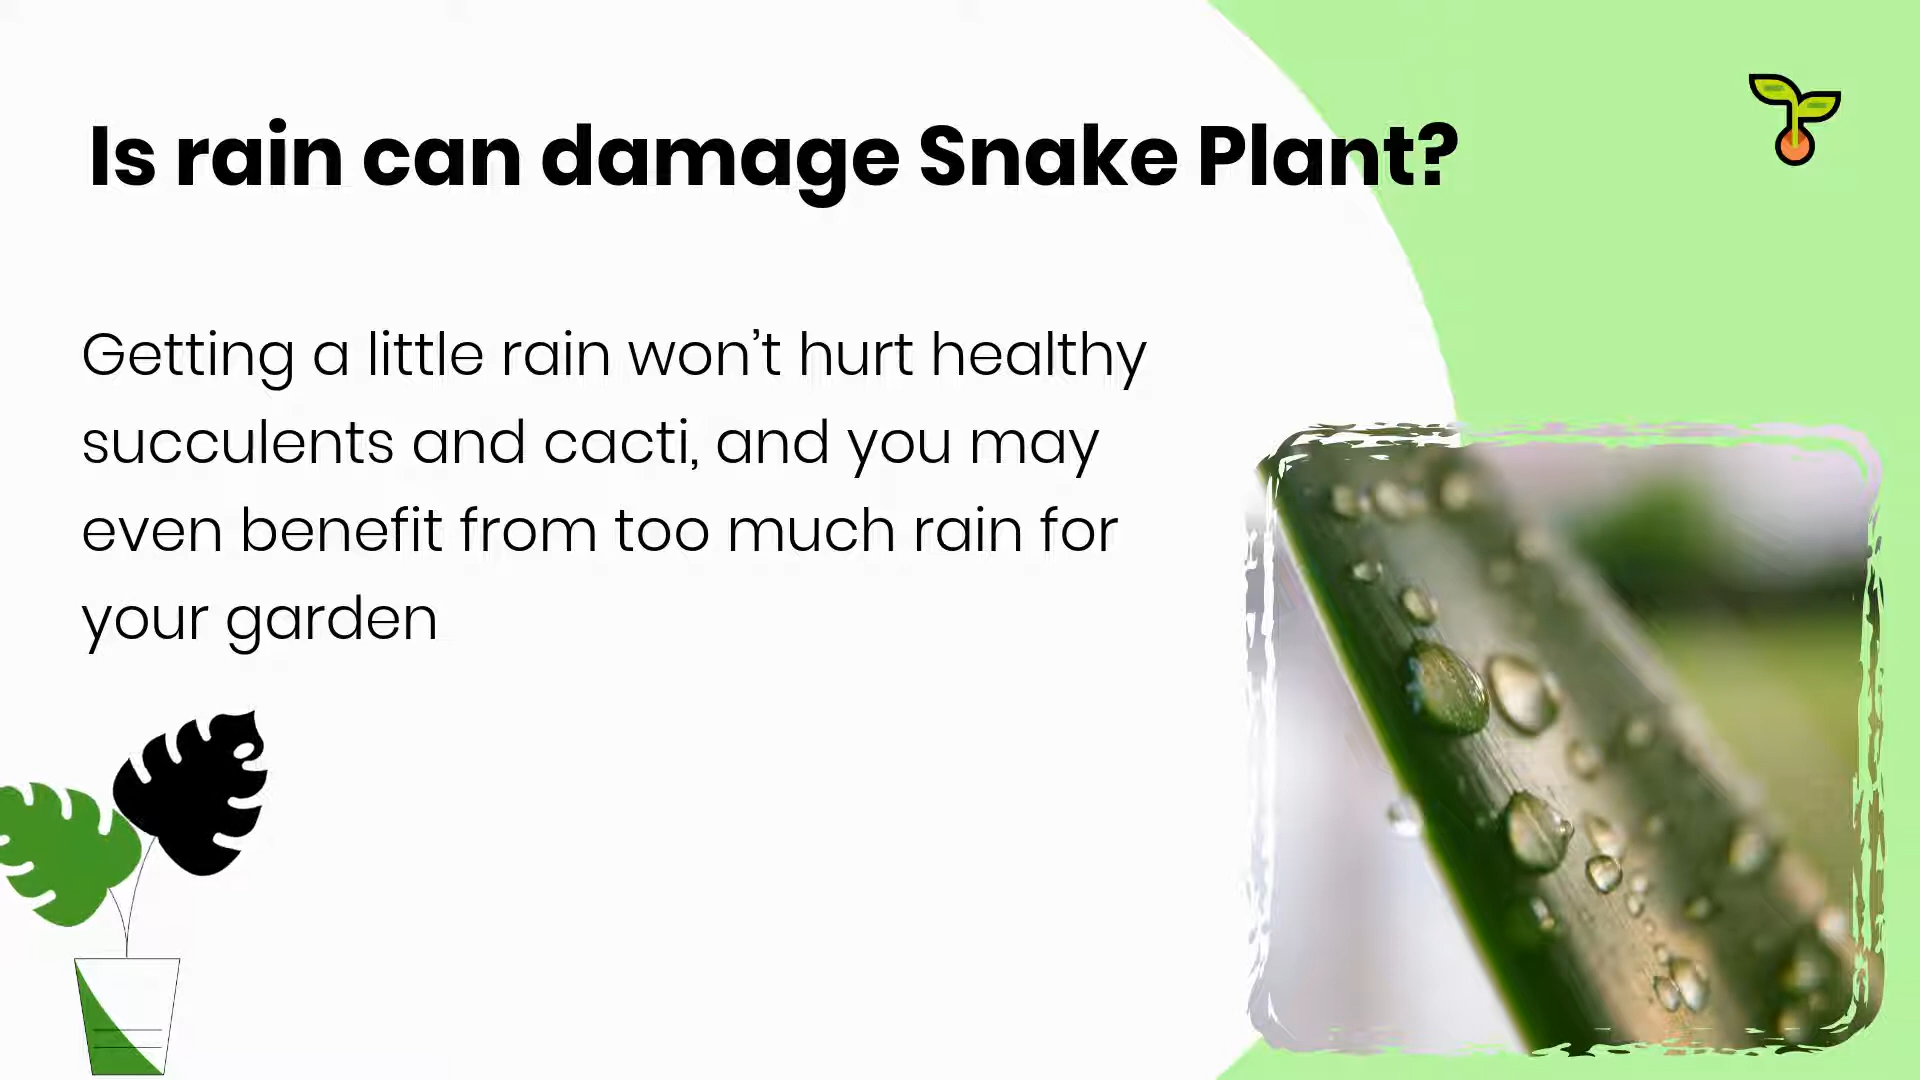 Is rain can damage Snake Plant?
Getting a little rain won’t hurt healthy
succulents and cacti, and you may
even benefit from too much rain for
your garden